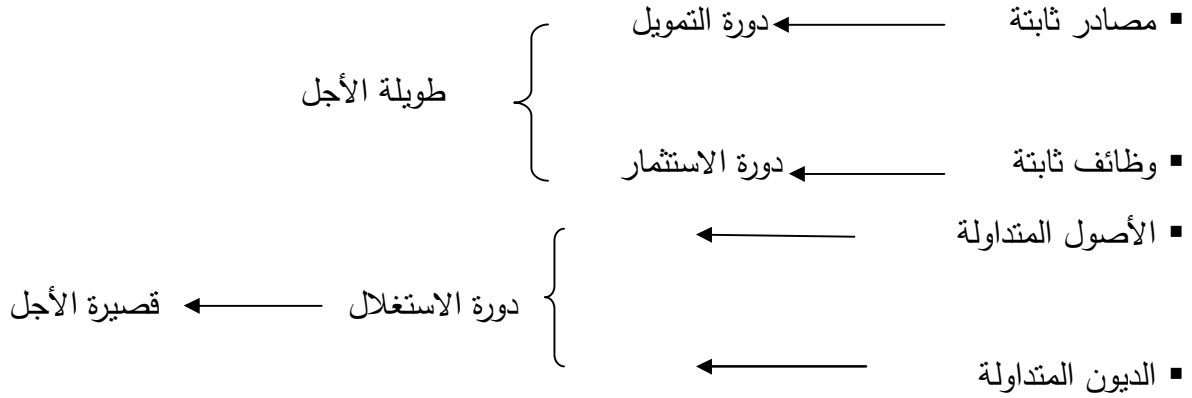 ▪ مصادر ثابتة دورة التمويل
طويلة الأجل
▪ وظائف ثابتة دورة الاستثمار
▪ الأصول المتداولة
دورة الاستغلال قصيرة الأجل
▪ الديون المتداولة